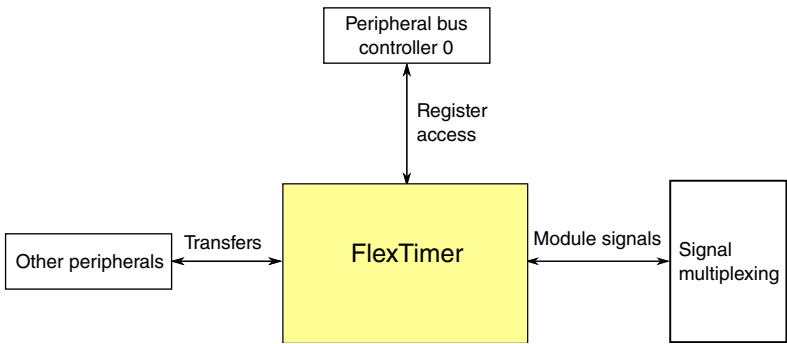 Peripheral bus
controller 0
Register
access
FlexTimer
Other peripherals
Transfers
Module signals
Signal
multiplexing